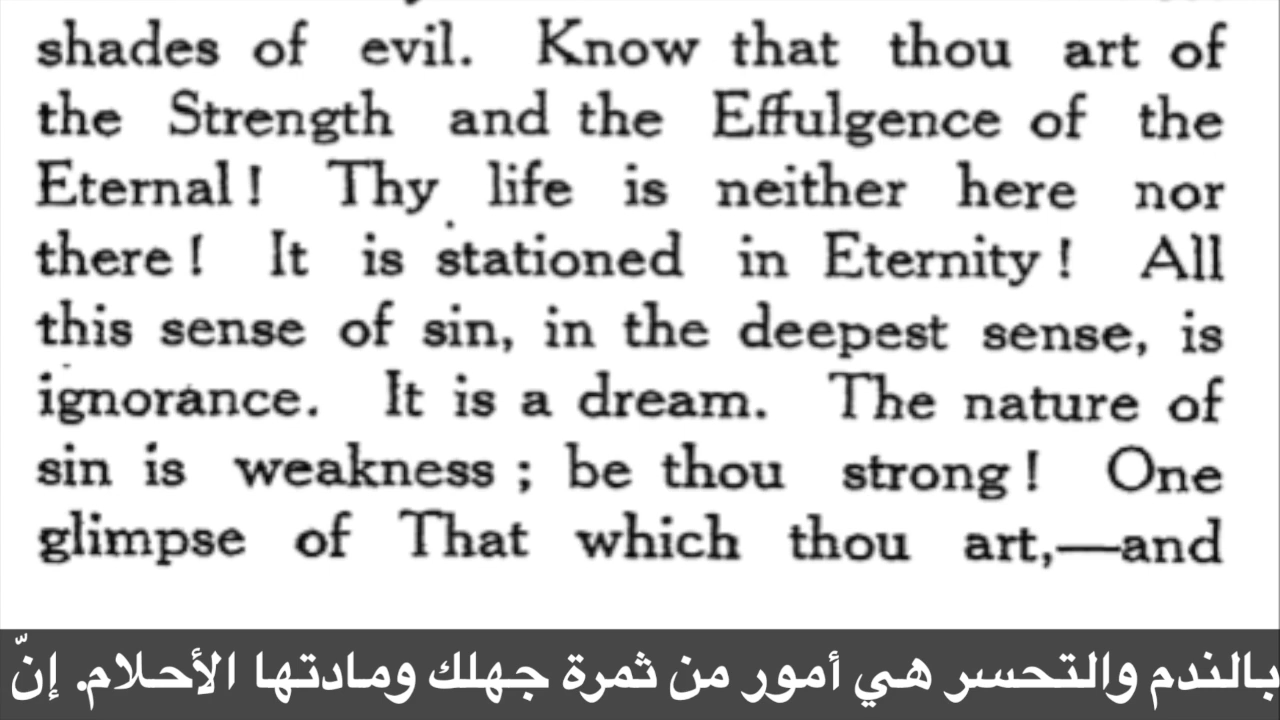 shades of evil. Know that thou art of
the Strength and the Effulgence of the
Eternal! Thy life is neither here nor
there! It is stationed in Eternity! All
this sense of sin, in the deepest sense, is
ignorance. It is a dream. The nature of
sin is weakness; be thou strong! One
glimpse of That which thou art,—and
بالندم والتحسر هي أمور من ثمرة جهلك ومادتها الأحلام. إنّ